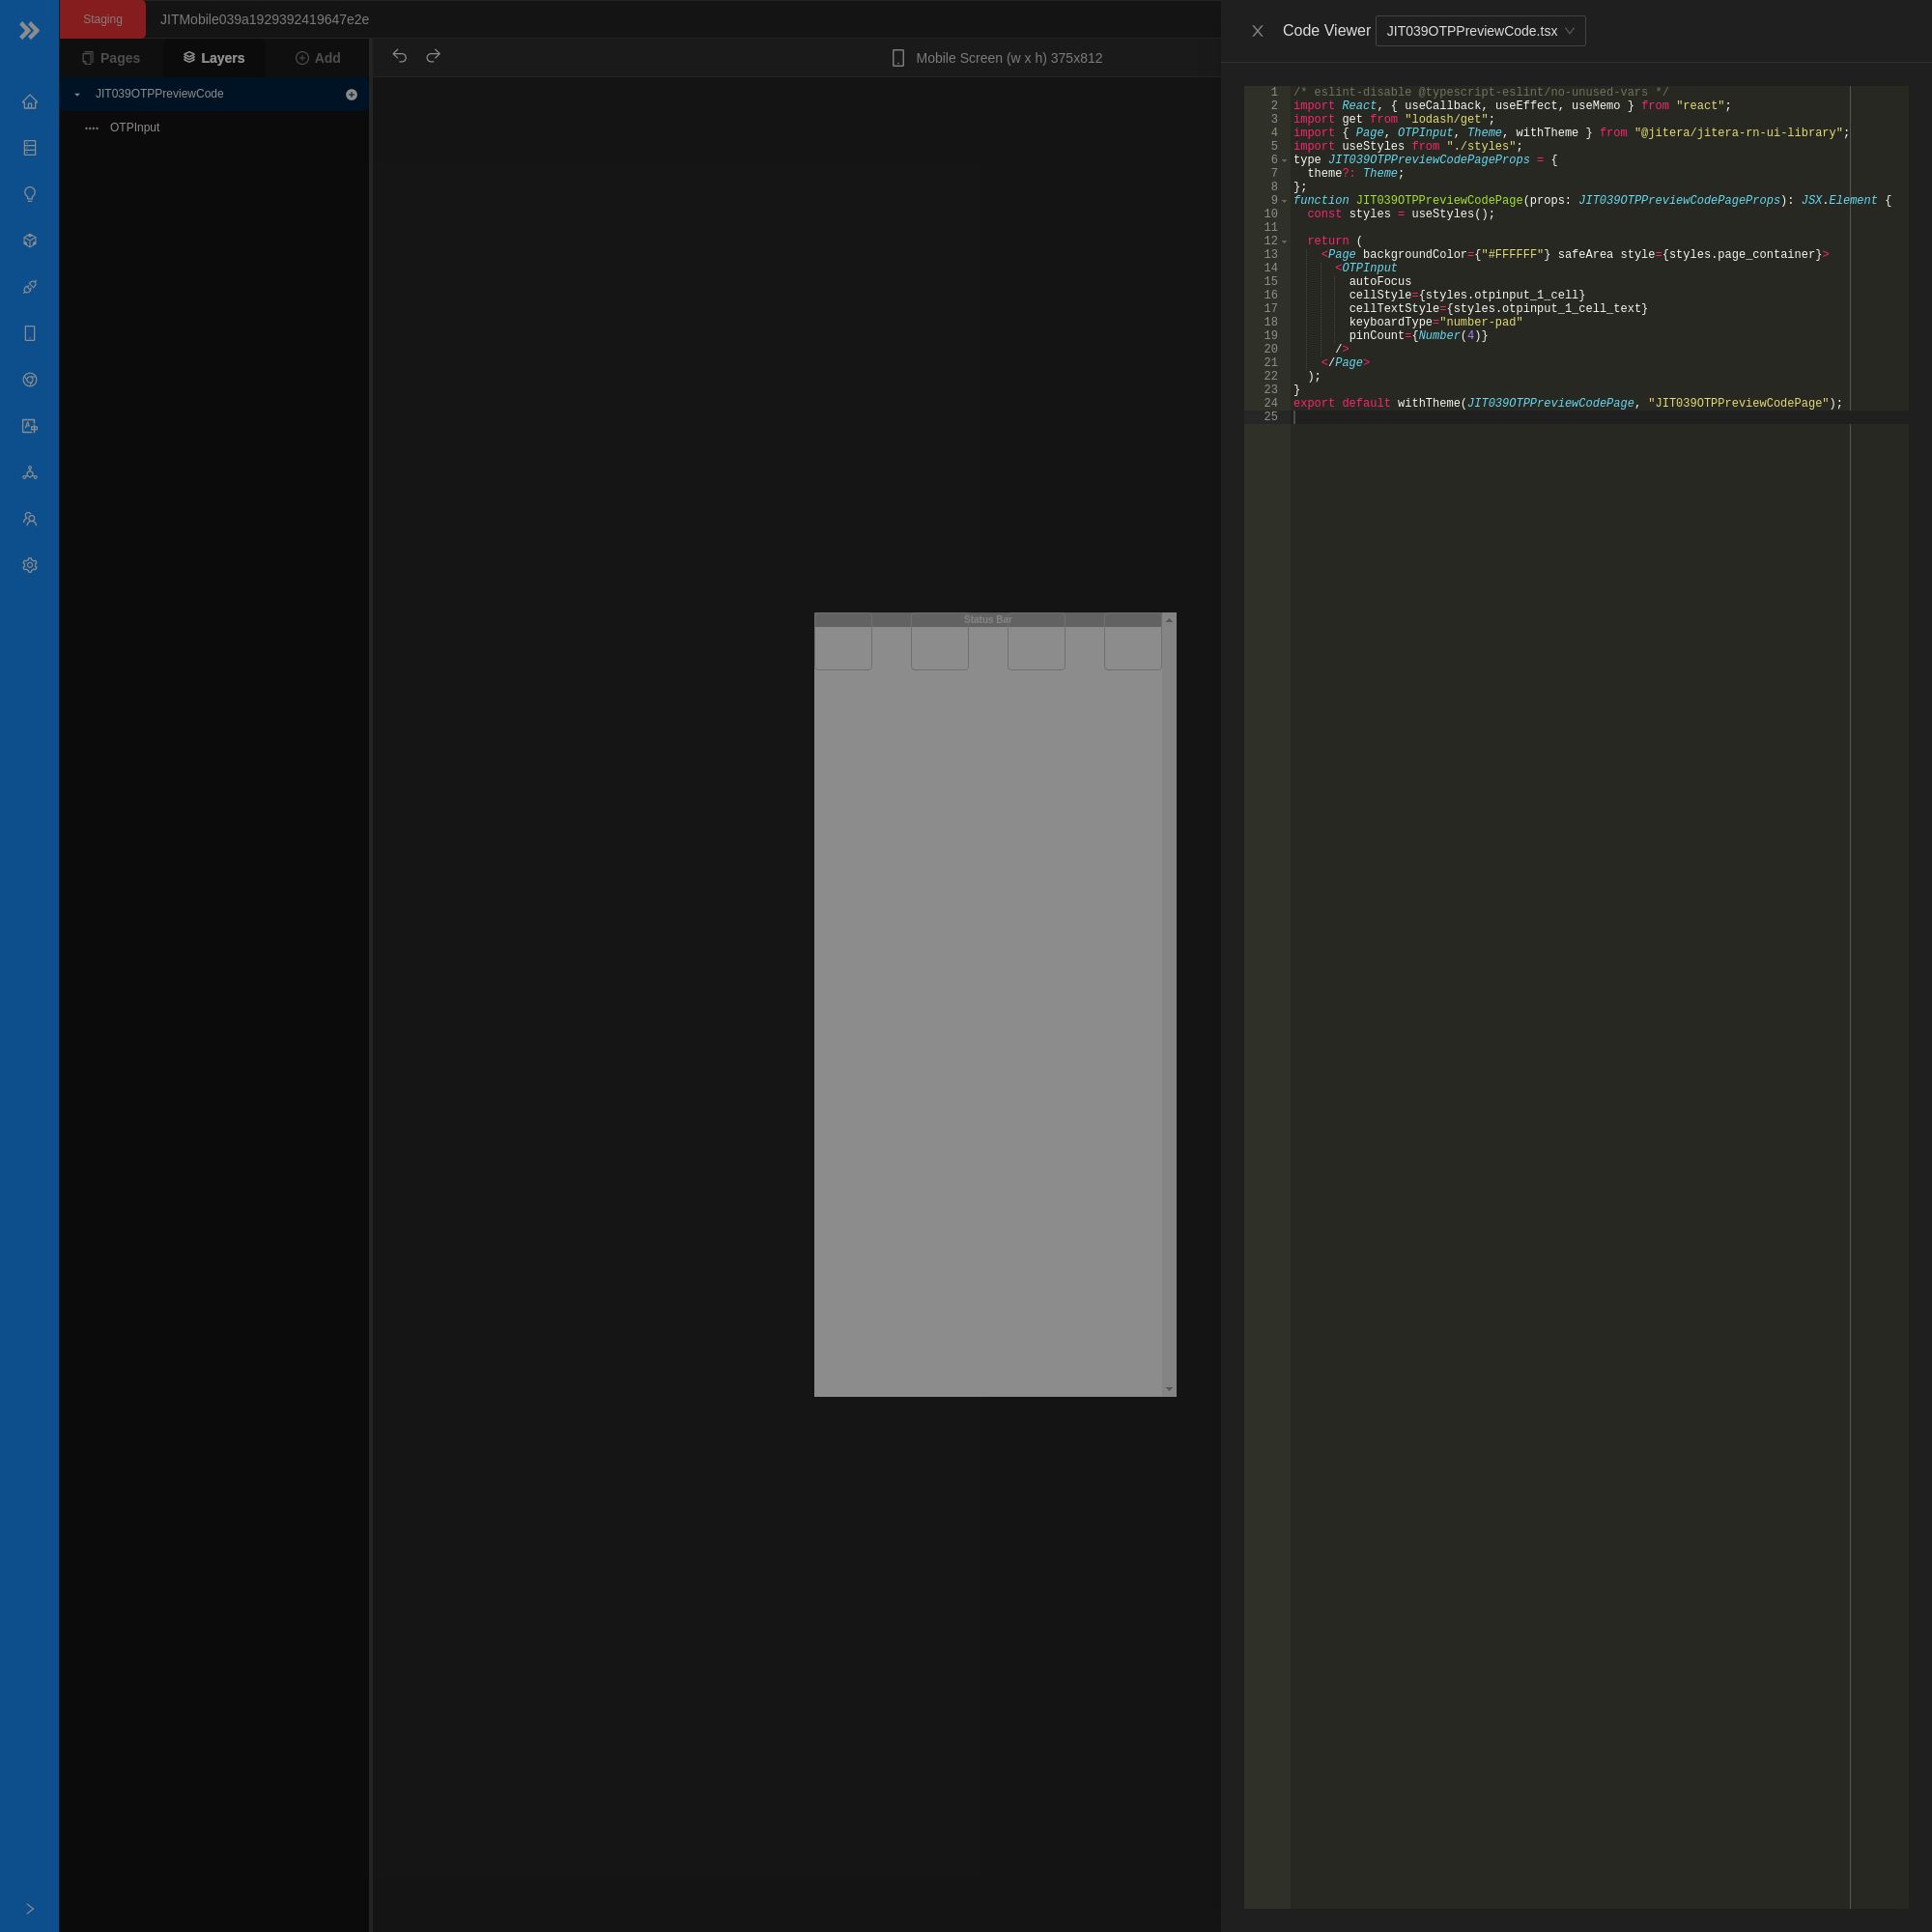 Staging
JITMobile039a1929392419647e2e
Pages
Layers
Add
JIT039OTPPreviewCode
OTPInput
Mobile Screen (w x h) 375x812
Status Bar
Code Viewer
JIT039OTPPreviewCode.tsx
1 /* eslint-disable @typescript-eslint/no-unused-vars */
2 import React, { useCallback, useEffect, useMemo } from "react";
3 import get from "lodash/get";
4 import { Page, OTPInput, Theme, withTheme } from "@jitera/jitera-rn-ui-library";
5 import useStyles from "./styles";
6 type JIT039OTPPreviewCodePageProps = {
7   theme?: Theme;
8 };
9 function JIT039OTPPreviewCodePage(props: JIT039OTPPreviewCodePageProps): JSX.Element {
10   const styles = useStyles();
11
12   return (
13     <Page backgroundColor={"#FFFFFF"} safeArea style={styles.page_container}>
14       <OTPInput
15         autoFocus
16         cellStyle={styles.otpinput_1_cell}
17         cellTextStyle={styles.otpinput_1_cell_text}
18         keyboardType="number-pad"
19         pinCount={Number(4)}
20       />
21     </Page>
22   );
23 }
24 export default withTheme(JIT039OTPPreviewCodePage, "JIT039OTPPreviewCodePage");
25